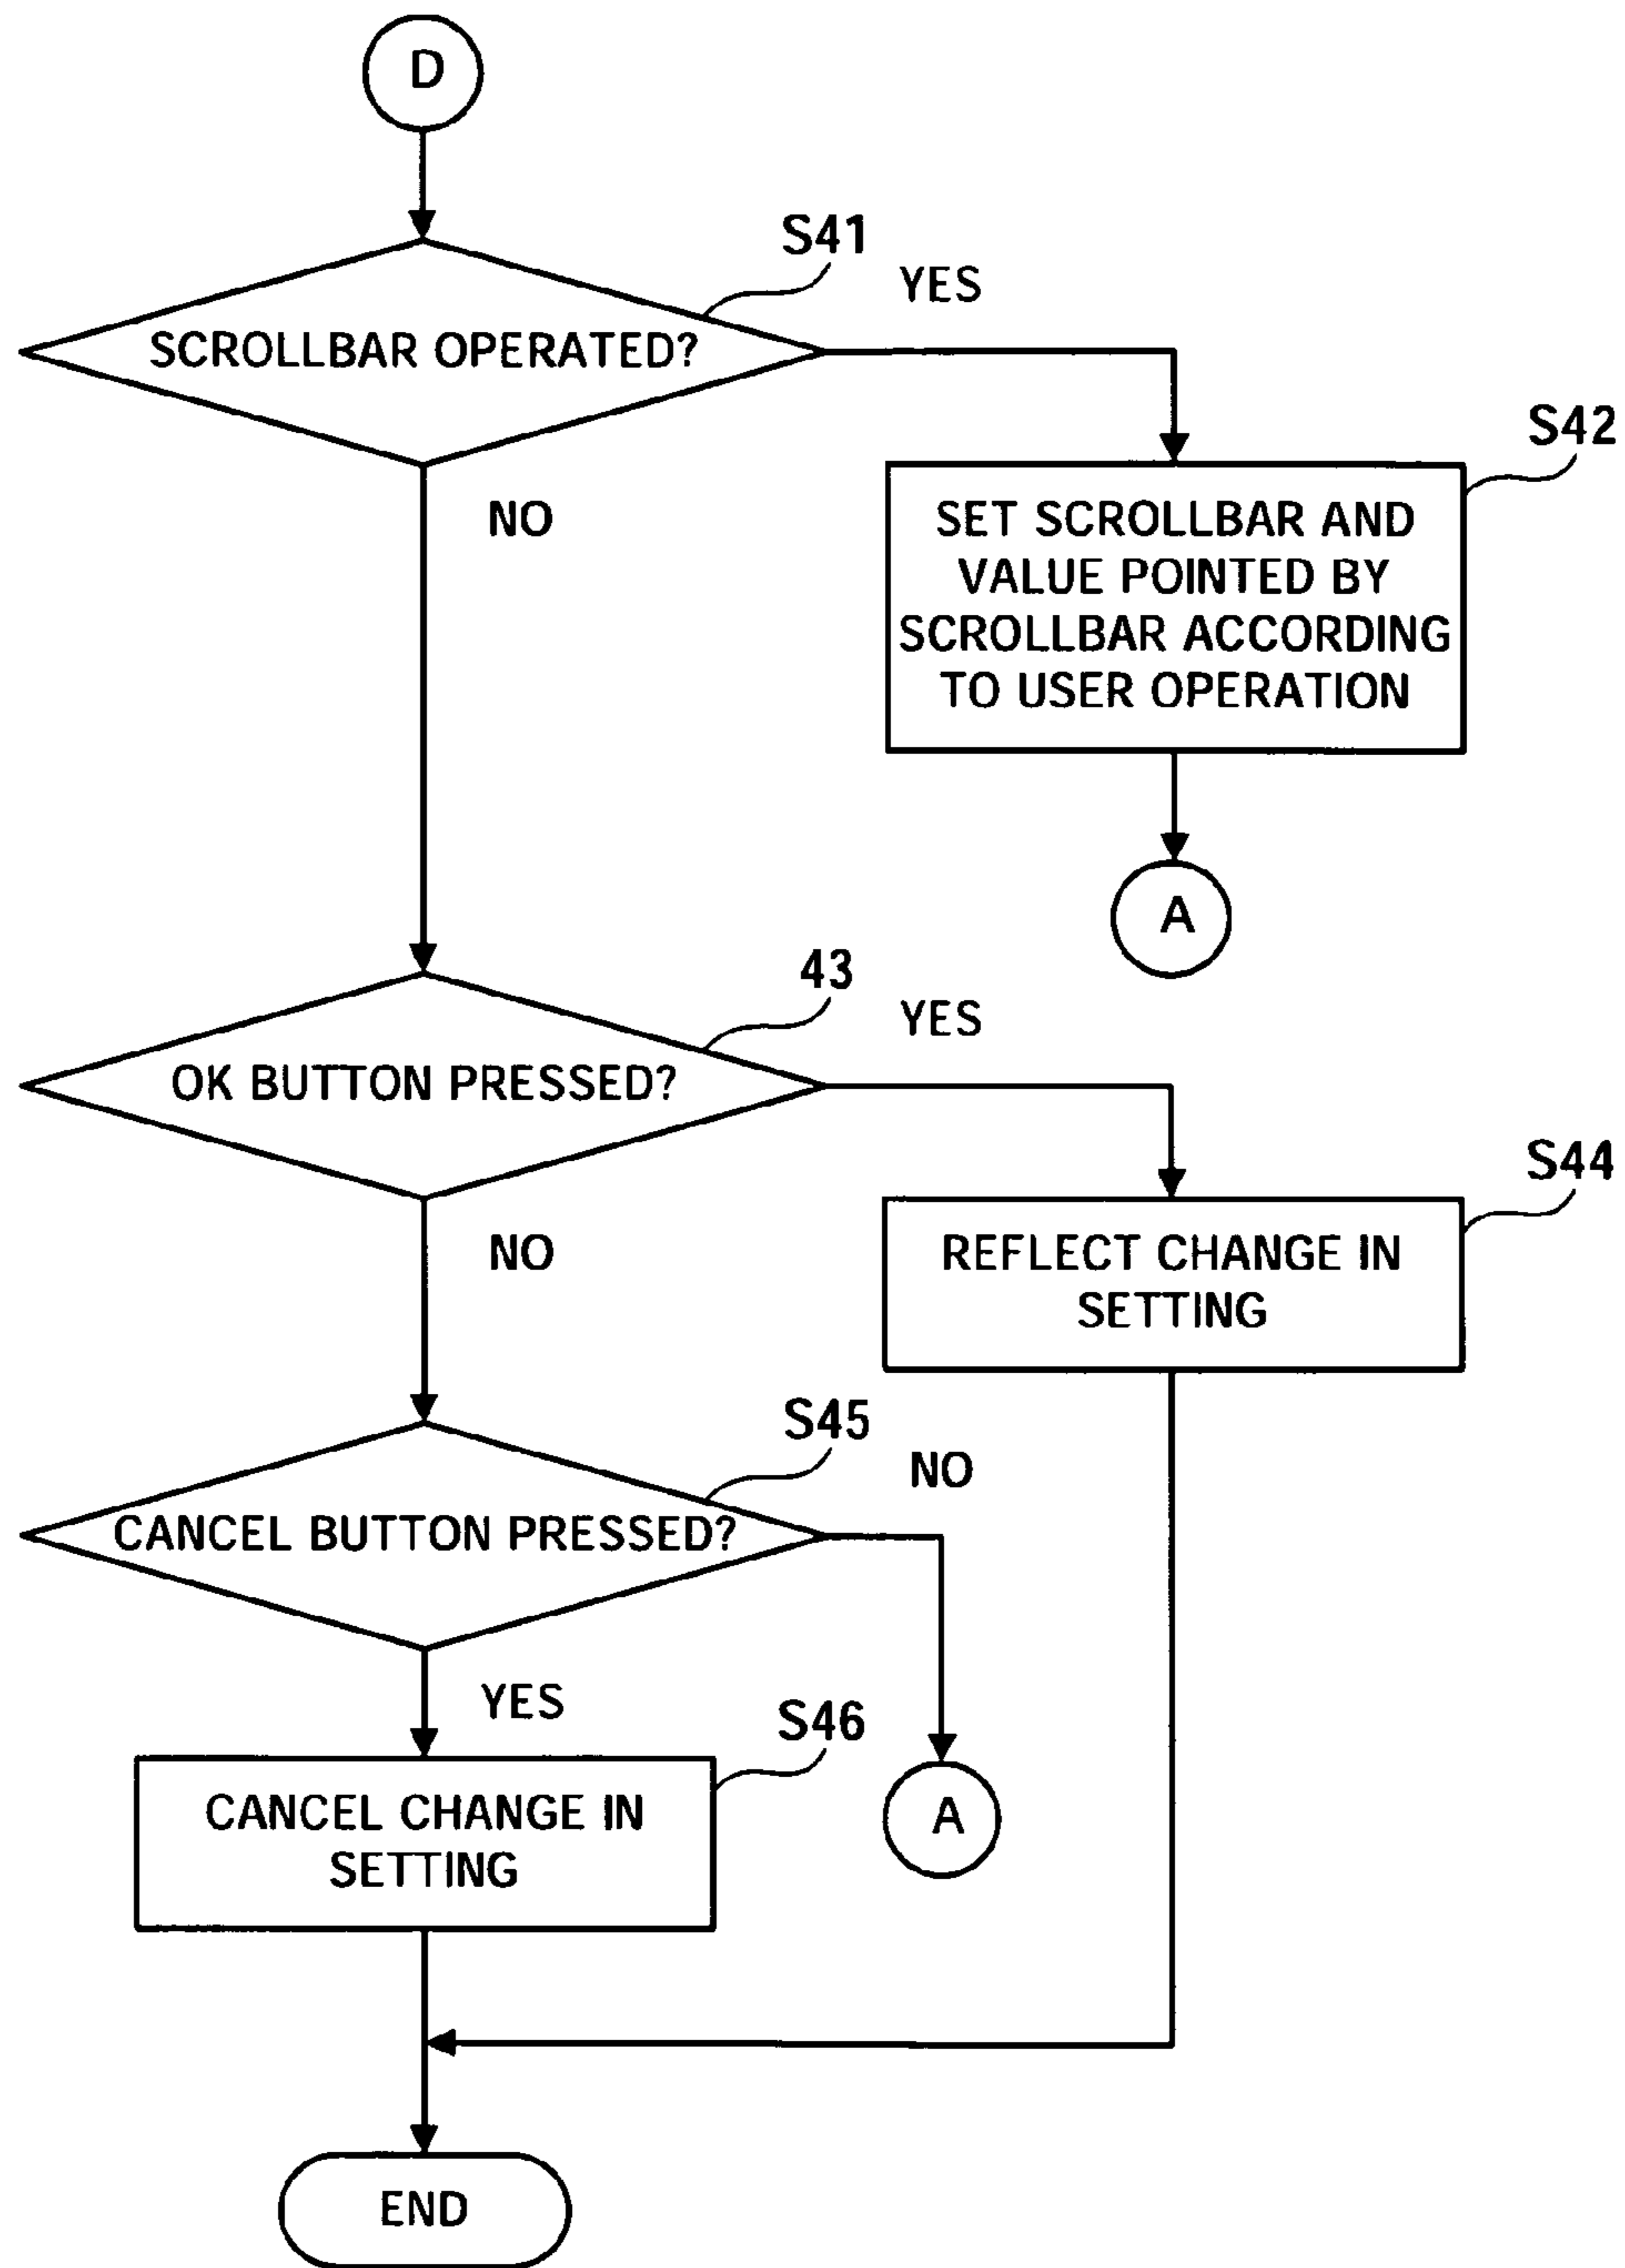 D
S41
YES
SCROLLBAR OPERATED?
S42
NO
SET SCROLLBAR AND
VALUE POINTED BY
SCROLLBAR ACCORDING
TO USER OPERATION
A
43
YES
OK BUTTON PRESSED?
S44
NO
REFLECT CHANGE IN
SETTING
S45
NO
CANCEL BUTTON PRESSED?
YES
S46
CANCEL CHANGE IN
SETTING
A
END